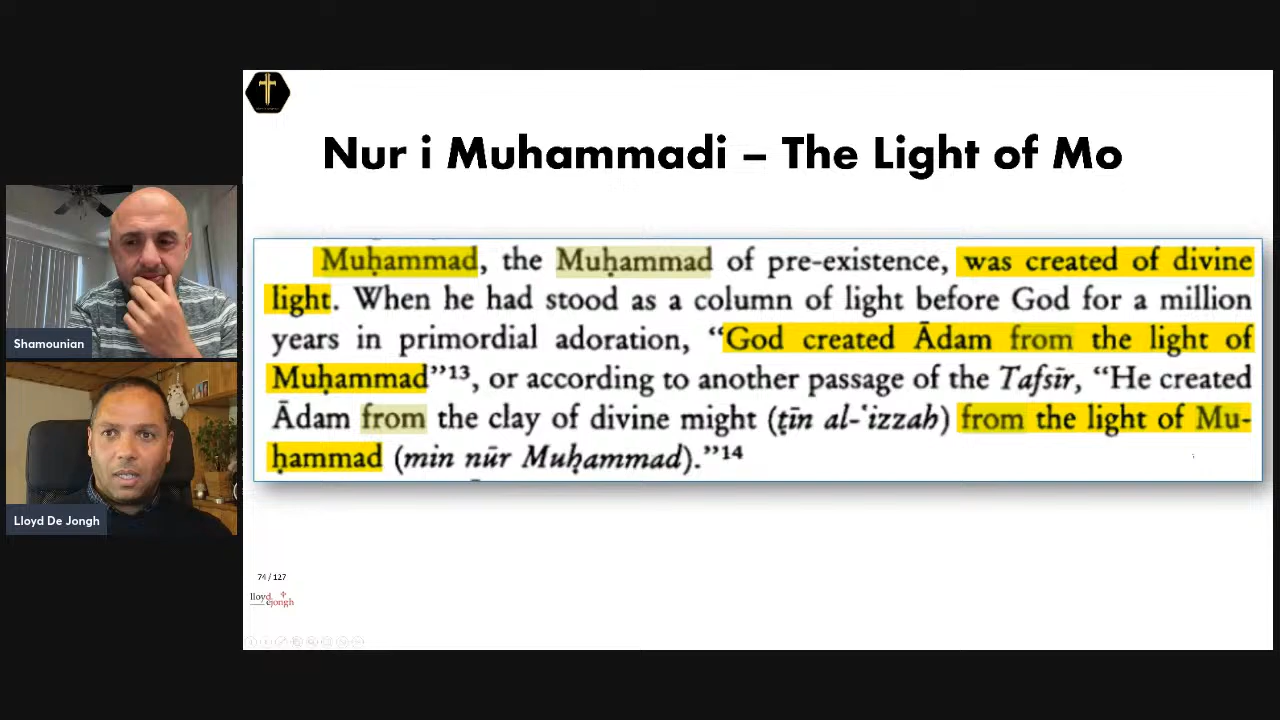 Nur i Muhammadi – The Light of Mo
Muḥammad, the Muḥammad of pre-existence, was created of divine
light. When he had stood as a column of light before God for a million
years in primordial adoration, “God created Ādam from the light of
Muḥammad”¹³, or according to another passage of the Tafsīr, “He created
Ādam from the clay of divine might (ṭīn al-ʿizzah) from the light of Mu-
ḥammad (min nūr Muḥammad).”¹⁴
Shamounian
Lloyd De Jongh
74 / 127
lloyd
dejongh